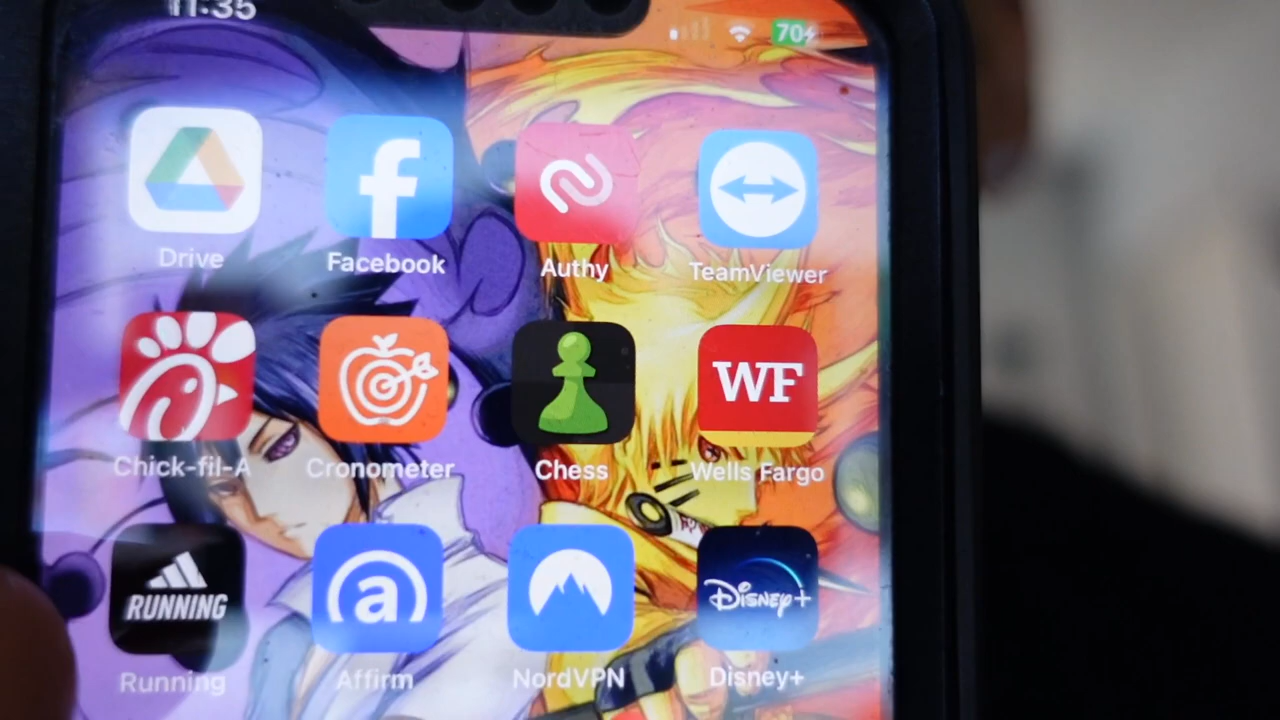 11:35
70
Drive
Facebook
Authy
TeamViewer
WF
Chick-fil-A
Cronometer
Chess
Wells Fargo
RUNNING
a
Disney+
Running
Affirm
NordVPN
Disney+